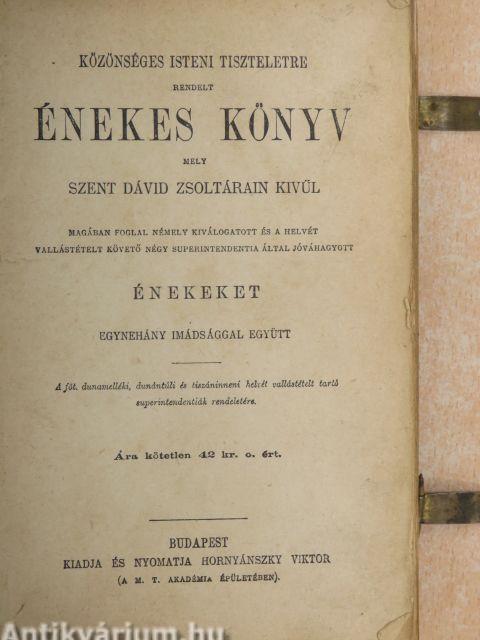 KÖZÖNSÉGES ISTENI TISZTELETRE
RENDELT
ÉNEKES KÖNYV
MELY
SZENT DÁVID ZSOLTÁRAIN KIVŰL
MAGÁBAN FOGLAL NÉMELY KIVÁLOGATOTT ÉS A HELVÉT
VALLÁSTÉTELT KÖVETŐ NÉGY SUPERINTENDENTIA ÁLTAL JÓVÁHAGYOTT
ÉNEKEKET
EGYNEHÁNY IMÁDSÁGGAL EGYÜTT
A főt. dunamelléki, dunántúli és tiszáninneni helvét vallástételt tartó
superintendentiák rendeletére.
Ára kötetlen 42 kr. o. ért.
BUDAPEST
KIADJA ÉS NYOMATJA HORNYÁNSZKY VIKTOR
(A M. T. AKADÉMIA ÉPÜLETÉBEN).
Antikvárium.hu